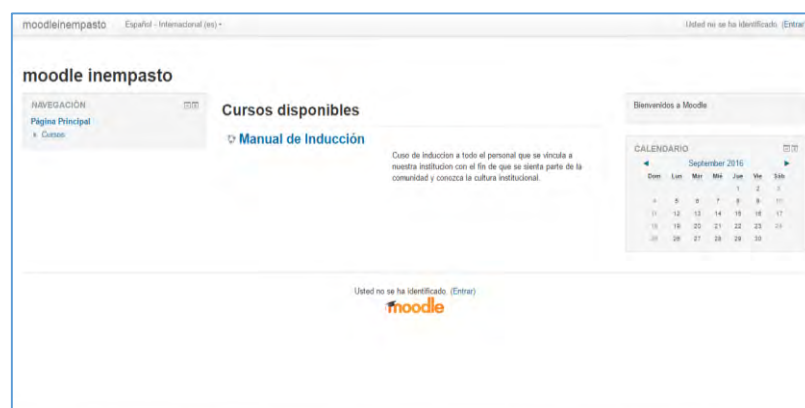 moodleinempasto Español - Internacional (es)
Usted no se ha identificado. (Entrar)
moodle inempasto
NAVEGACIÓN
Página Principal
Cursos
Cursos disponibles
Manual de Inducción
Cuso de induccion a todo el personal que se vincula a
nuestra institucion con el fin de que se sienta parte de la
comunidad y conozca la cultura institucional.
Bienvenidos a Moodle
CALENDARIO
September 2016
Dom Lun Mar Mié Jue Vie Sáb
1 2 3
4 5 6 7 8 9 10
11 12 13 14 15 16 17
18 19 20 21 22 23 24
25 26 27 28 29 30
Usted no se ha identificado. (Entrar)
moodle